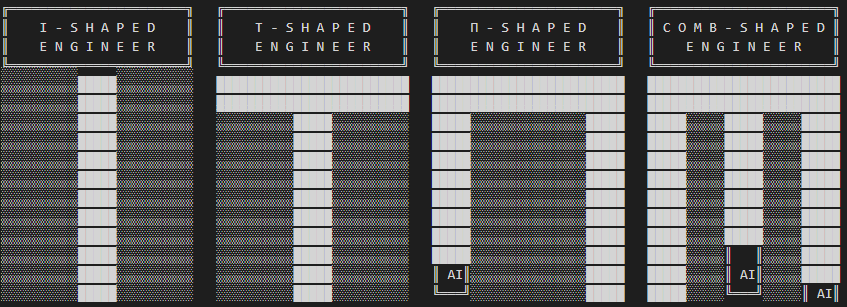 I-SHAPED
ENGINEER
T-SHAPED
ENGINEER
П-SHAPED
ENGINEER
COMB-SHAPED
ENGINEER
AI
AI
AI